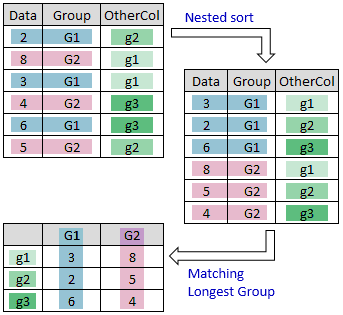 Data Group OtherCol
2 G1 g2
8 G2 g1
3 G1 g1
4 G2 g3
6 G1 g3
5 G2 g2
Nested sort
Data Group OtherCol
3 G1 g1
2 G1 g2
6 G1 g3
8 G2 g1
5 G2 g2
4 G2 g3
G1 G2
g1 3 8
g2 2 5
g3 6 4
Matching
Longest Group